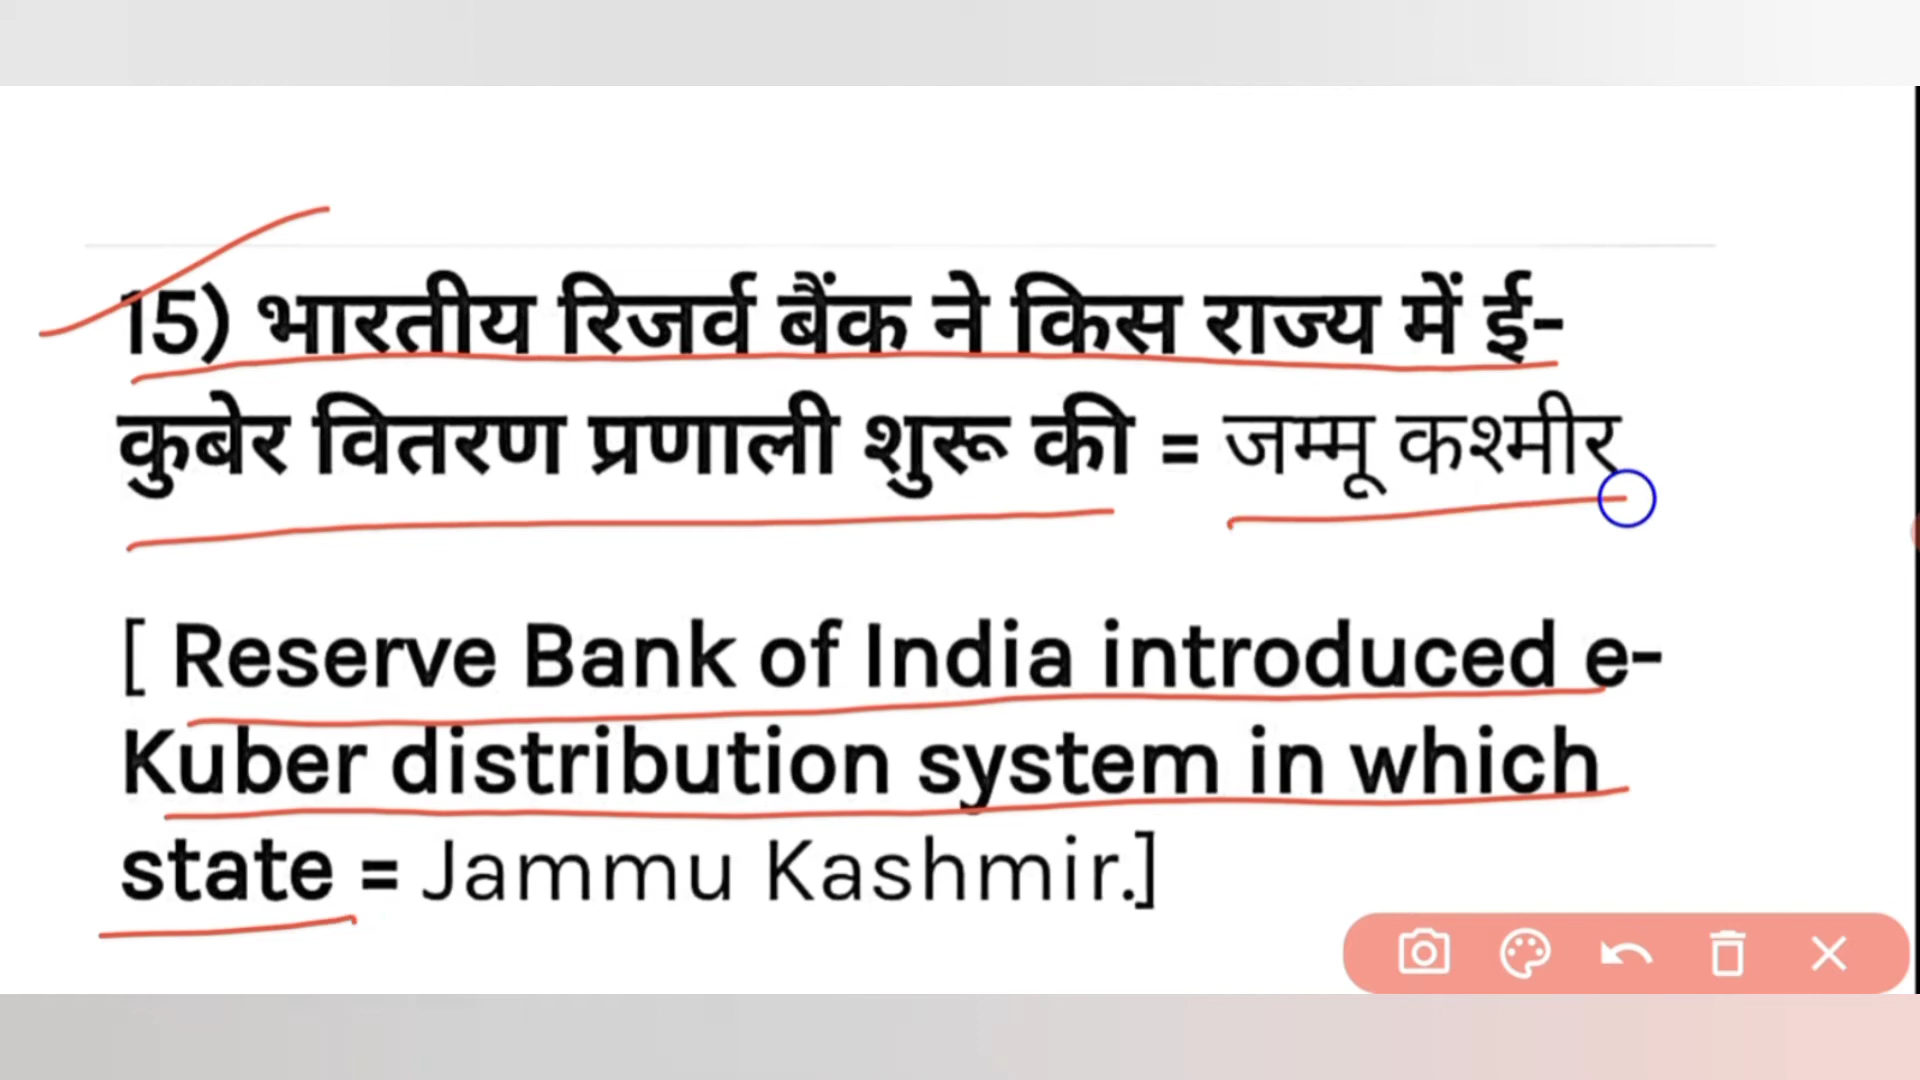 15) भारतीय रिजर्व बैंक ने किस राज्य में ई-
कुबेर वितरण प्रणाली शुरू की = जम्मू कश्मीर
[ Reserve Bank of India introduced e-
Kuber distribution system in which
state = Jammu Kashmir.]